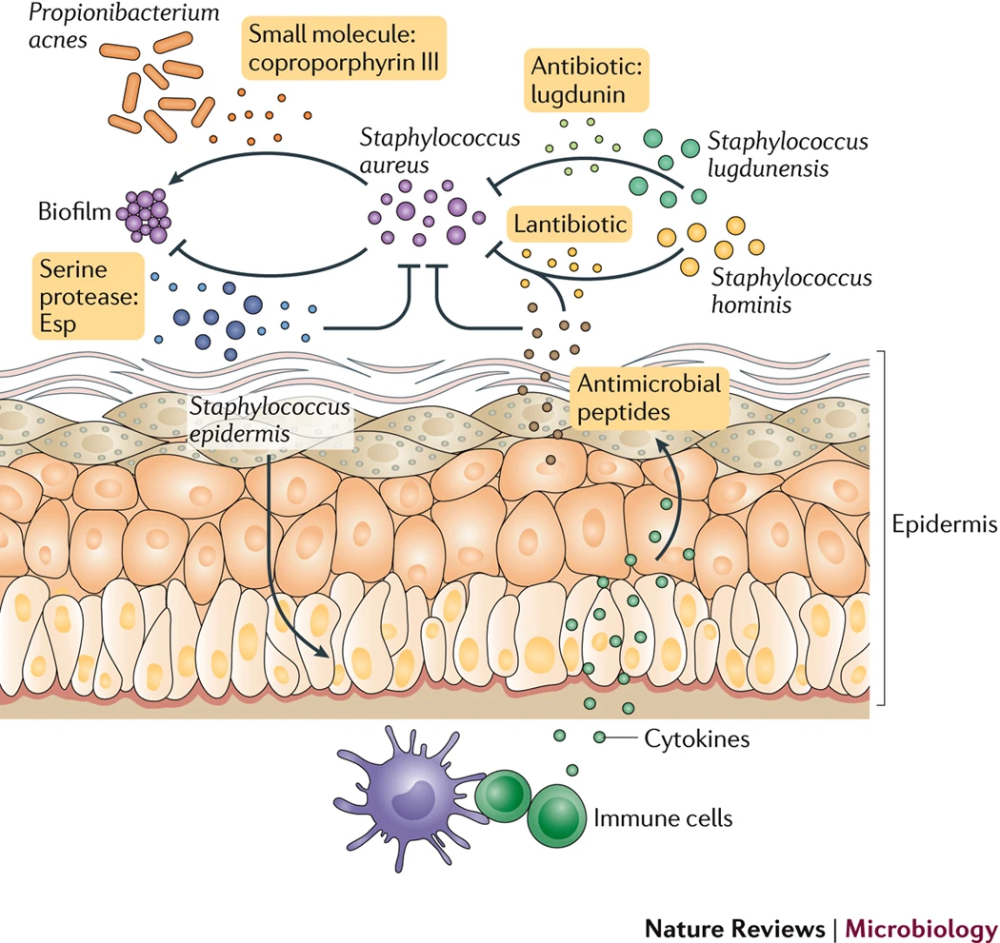 Propionibacterium
acnes
Small molecule:
coproporphyrin III
Antibiotic:
lugdunin
Staphylococcus
aureus
Staphylococcus
lugdunensis
Biofilm
Lantibiotic
Serine
protease:
Esp
Staphylococcus
hominis
Antimicrobial
peptides
Staphylococcus
epidermis
Epidermis
Cytokines
Immune cells
Nature Reviews | Microbiology